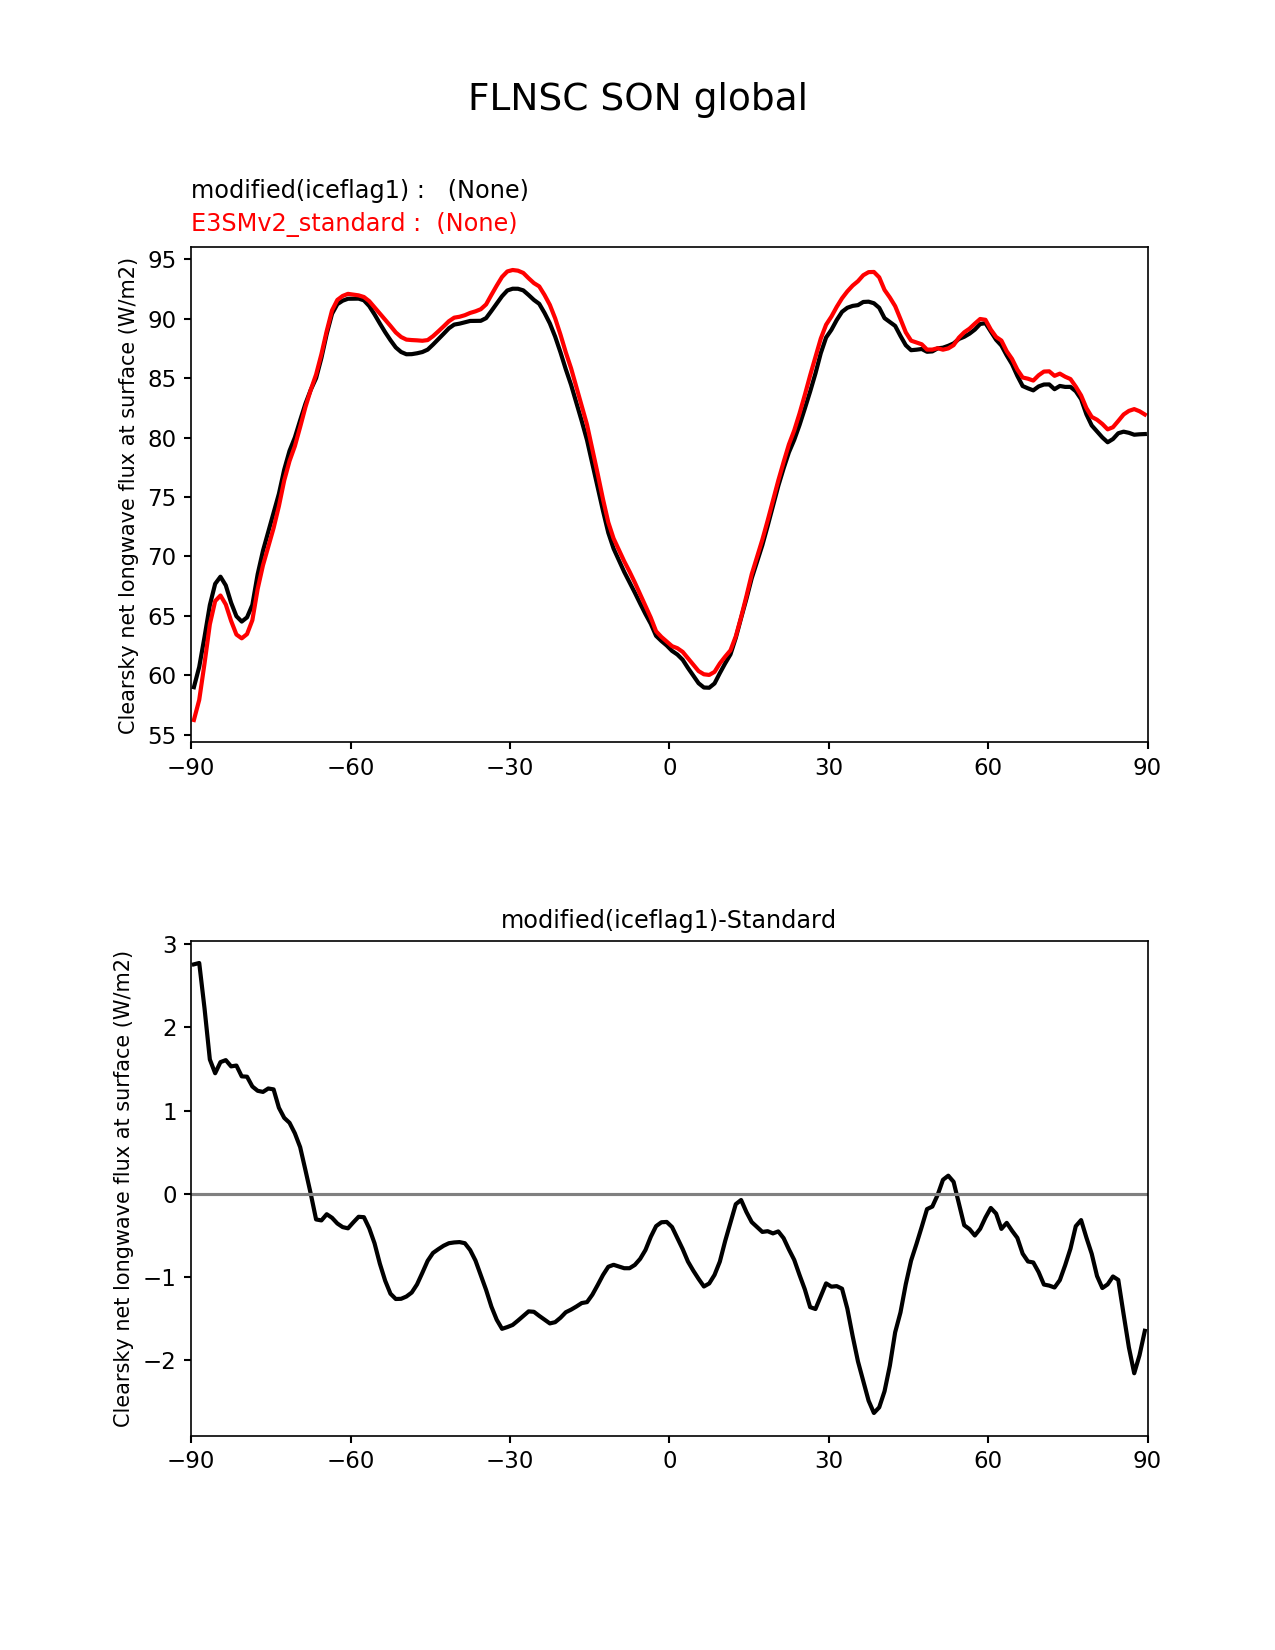 FLNSC SON global
modified(iceflag1) :   (None)
E3SMv2_standard :  (None)
Clearsky net longwave flux at surface (W/m2)
95
90
85
80
75
70
65
60
55
−90 −60 −30 0 30 60 90
modified(iceflag1)-Standard
Clearsky net longwave flux at surface (W/m2)
3
2
1
0
−1
−2
−90 −60 −30 0 30 60 90